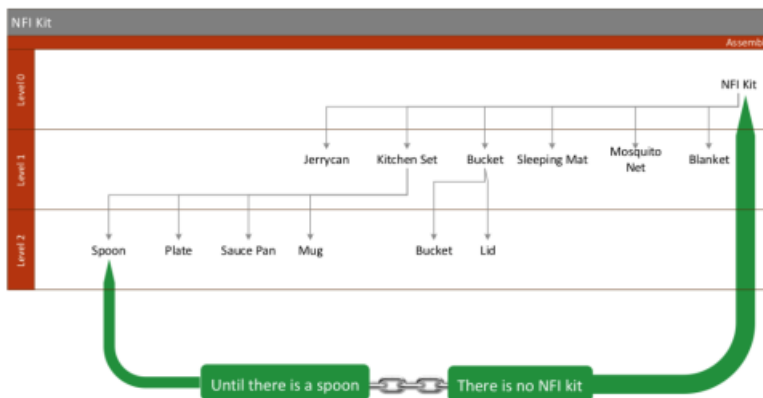 NFI Kit
Assemb
Level 0
NFI Kit
Level 1
Jerrycan
Kitchen Set
Bucket
Sleeping Mat
Mosquito
Net
Blanket
Level 2
Spoon
Plate
Sauce Pan
Mug
Bucket
Lid
Until there is a spoon
There is no NFI kit